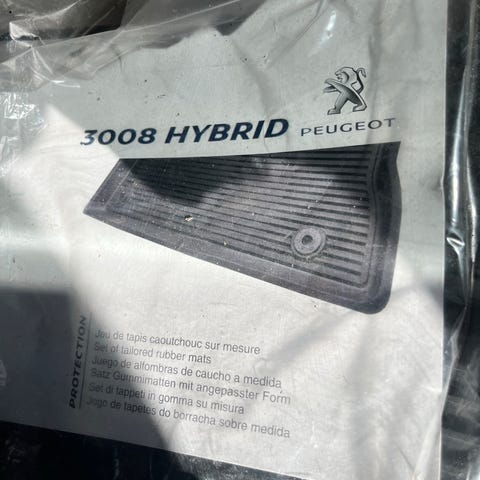 3008 HYBRID PEUGEOT
PROTECTION
Jeu de tapis caoutchouc sur mesure
Set of tailored rubber mats
Juego de alfombras de caucho a medida
Satz Gummimatten mit angepasster Form
Set di tappeti in gomma su misura
Jogo de tapetes do borracha sobre medida